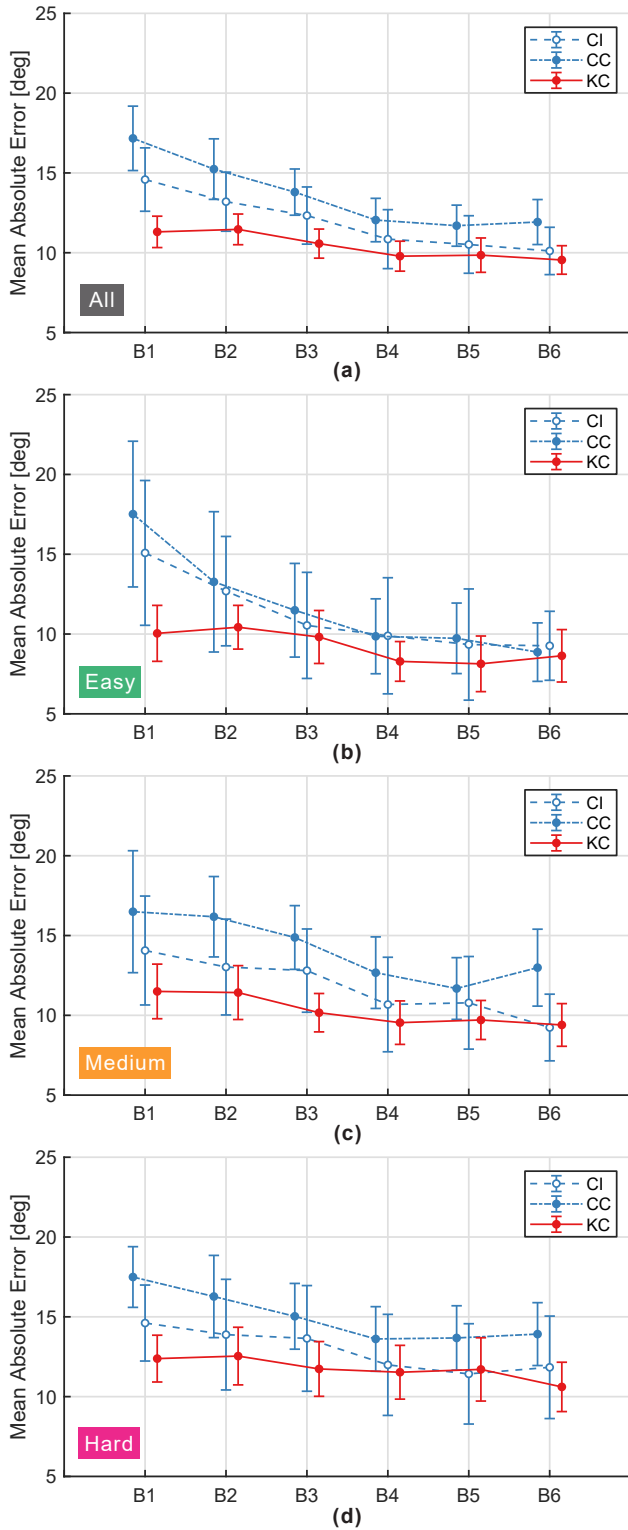 25
20
15
10
5
Mean Absolute Error [deg]
CI
CC
KC
All
B1 B2 B3 B4 B5 B6
(a)
25
20
15
10
5
Mean Absolute Error [deg]
CI
CC
KC
Easy
B1 B2 B3 B4 B5 B6
(b)
25
20
15
10
5
Mean Absolute Error [deg]
CI
CC
KC
Medium
B1 B2 B3 B4 B5 B6
(c)
25
20
15
10
5
Mean Absolute Error [deg]
CI
CC
KC
Hard
B1 B2 B3 B4 B5 B6
(d)